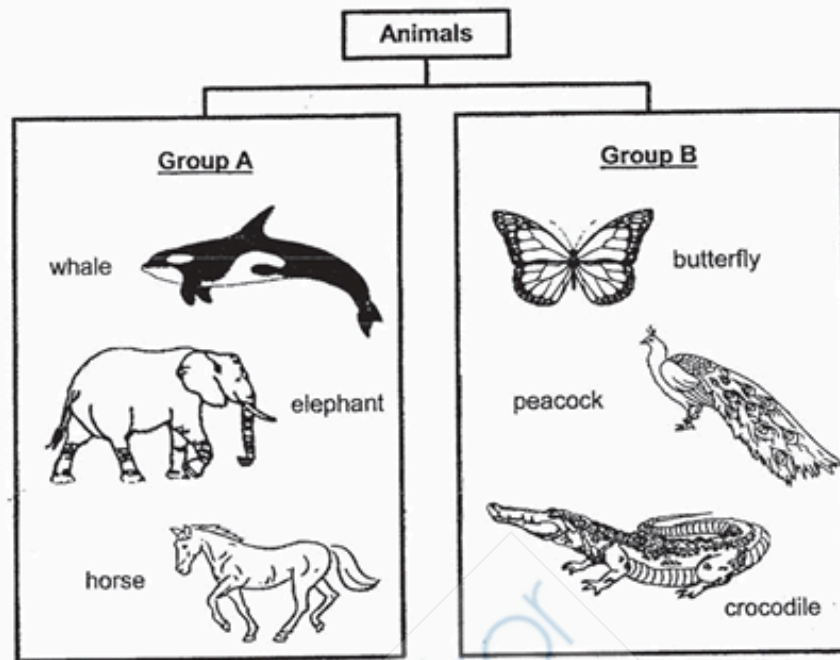 Animals
Group A
whale
elephant
horse
Group B
butterfly
peacock
crocodile